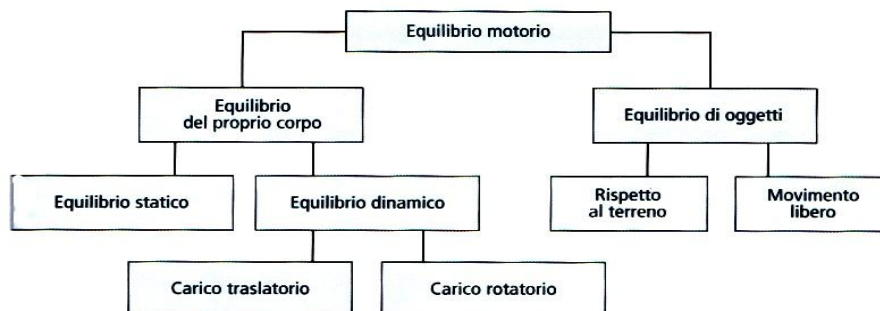 Equilibrio motorio
Equilibrio
del proprio corpo
Equilibrio di oggetti
Equilibrio statico
Equilibrio dinamico
Rispetto
al terreno
Movimento
libero
Carico traslatorio
Carico rotatorio